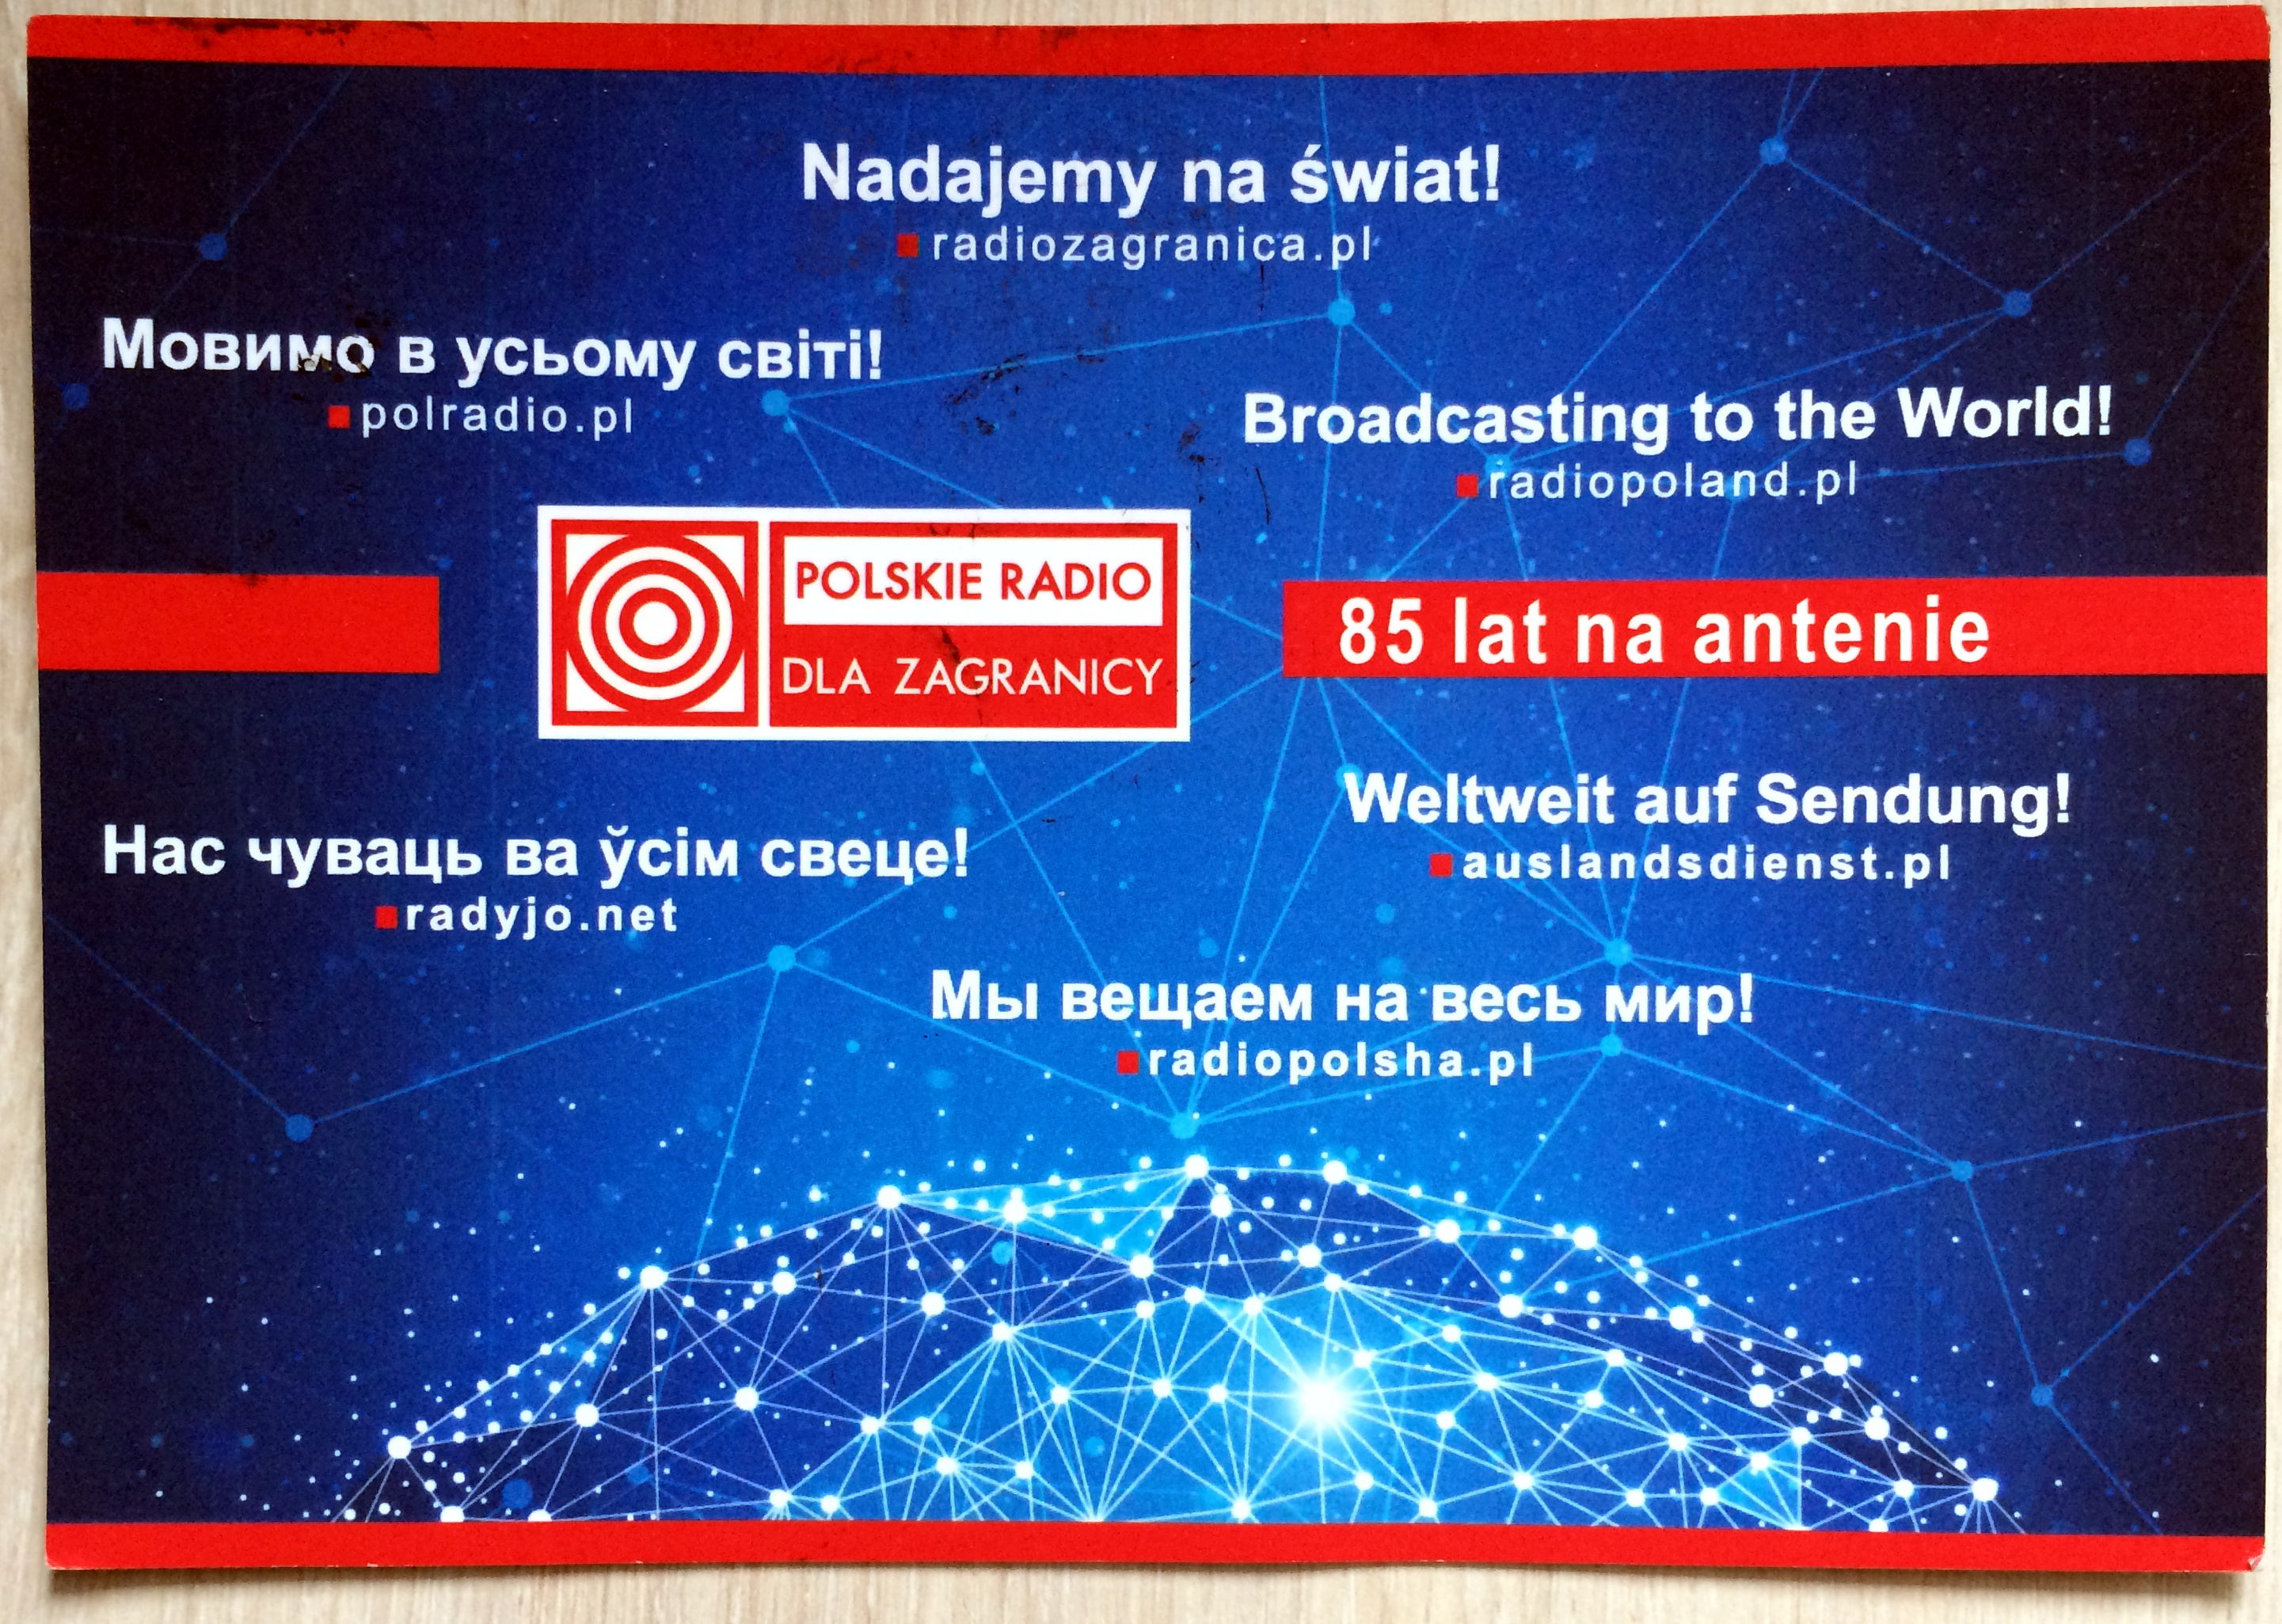 Nadajemy na świat!
radiozagranica.pl
Мовимо в усьому світі!
polradio.pl
Broadcasting to the World!
radiopoland.pl
POLSKIE RADIO
DLA ZAGRANICY
85 lat na antenie
Weltweit auf Sendung!
auslandsdienst.pl
Нас чуваць ва ўсім свеце!
radyjo.net
Мы вещаем на весь мир!
radiopolsha.pl